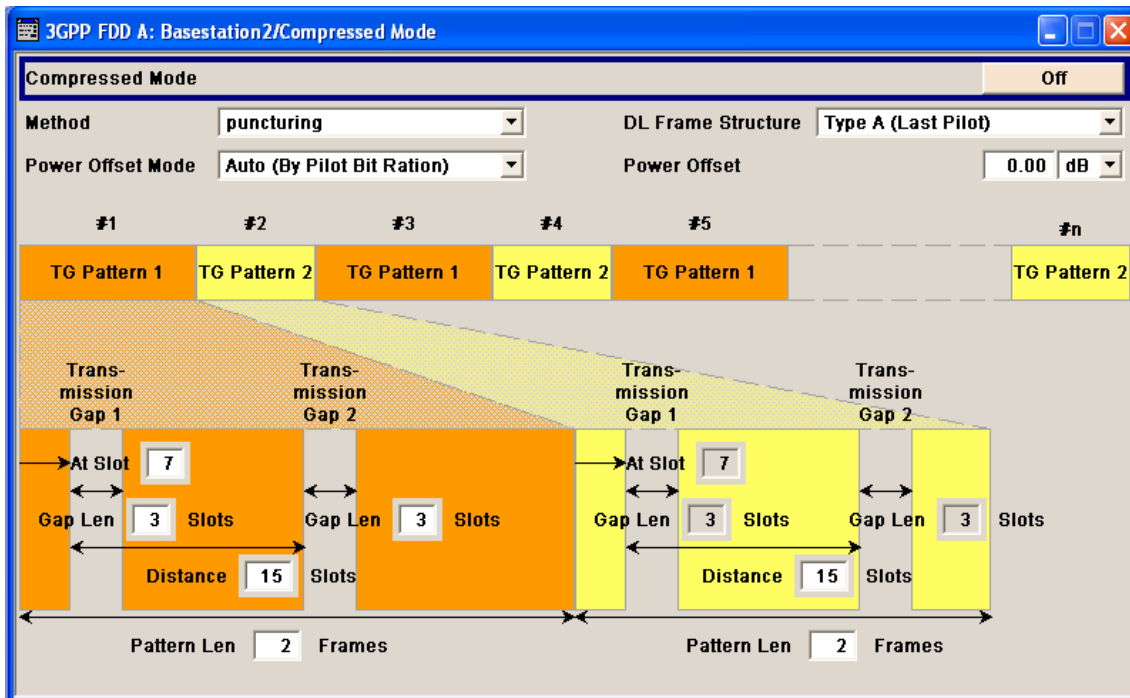 3GPP FDD A: Basestation2/Compressed Mode
Compressed Mode Off
Method puncturing DL Frame Structure Type A (Last Pilot)
Power Offset Mode Auto (By Pilot Bit Ration) Power Offset 0.00 dB
#1 #2 #3 #4 #5 #n
TG Pattern 1 TG Pattern 2 TG Pattern 1 TG Pattern 2 TG Pattern 1 TG Pattern 2
Trans- Trans- Trans- Trans-
mission mission mission mission
Gap 1 Gap 2 Gap 1 Gap 2
At Slot 7 At Slot 7
Gap Len 3 Slots Gap Len 3 Slots Gap Len 3 Slots Gap Len 3 Slots
Distance 15 Slots Distance 15 Slots
Pattern Len 2 Frames Pattern Len 2 Frames